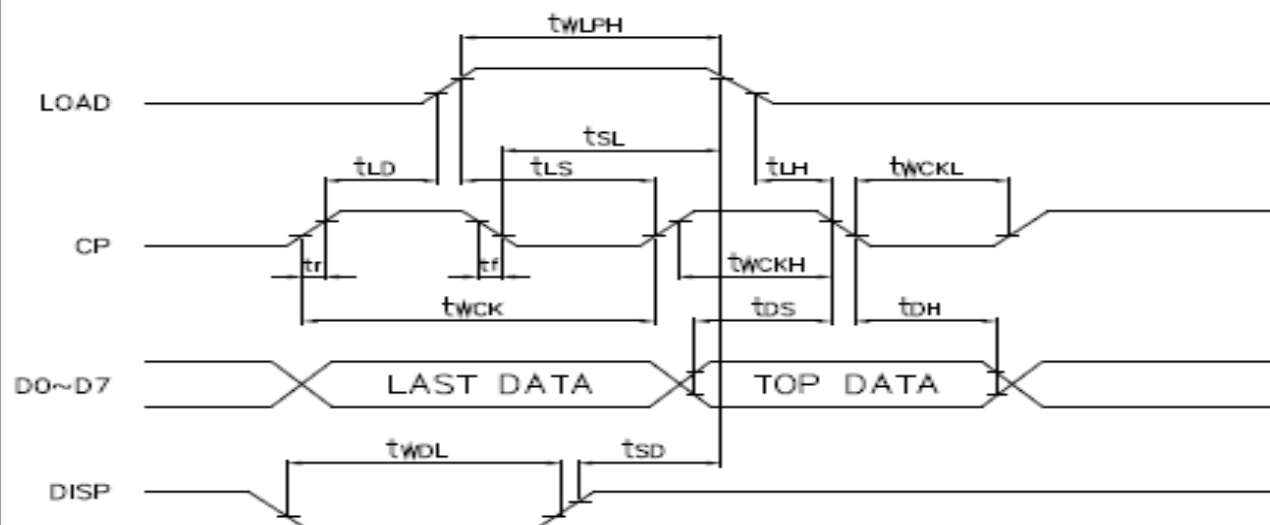 tWLPH
LOAD
tSL
tLD tLS tLH tWCKL
CP
tr tf tWCKH
tWCK tDS tDH
D0~D7 LAST DATA TOP DATA
tWDL tSD
DISP